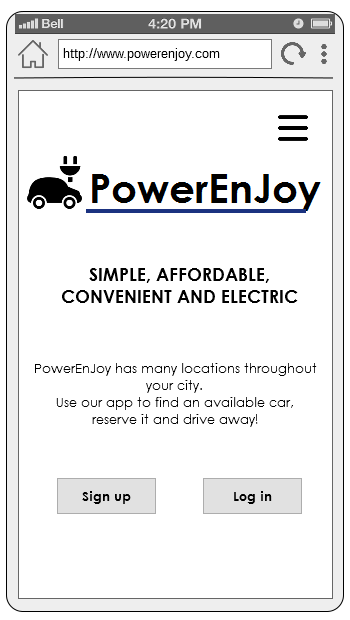 Bell 4:20 PM
http://www.powerenjoy.com
PowerEnJoy
SIMPLE, AFFORDABLE,
CONVENIENT AND ELECTRIC
PowerEnJoy has many locations throughout
your city.
Use our app to find an available car,
reserve it and drive away!
Sign up Log in